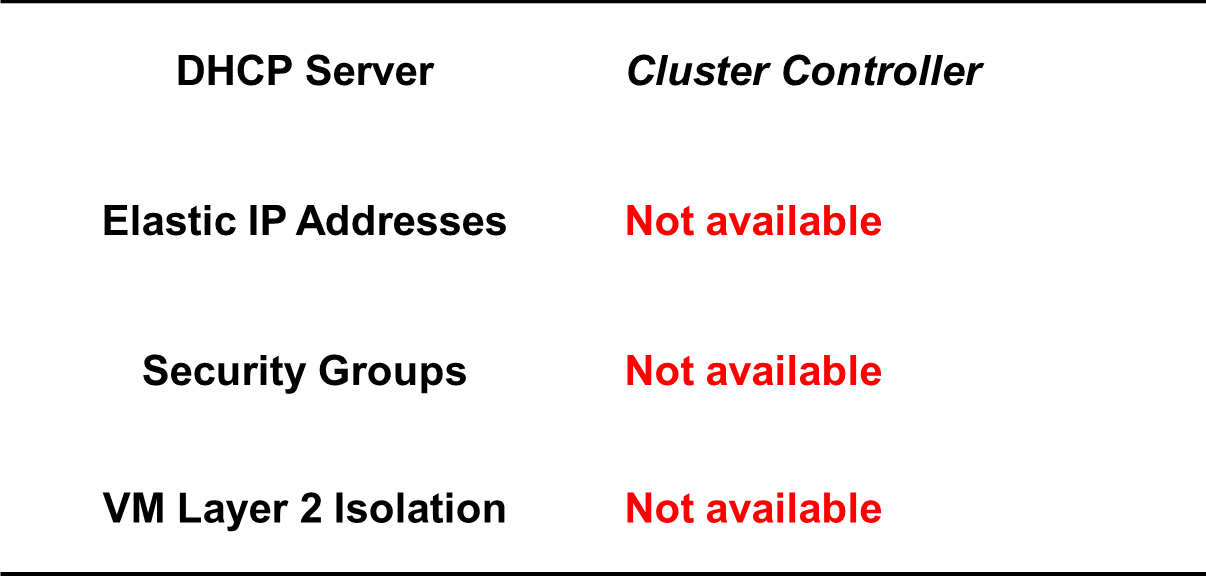 DHCP Server Cluster Controller
Elastic IP Addresses Not available
Security Groups Not available
VM Layer 2 Isolation Not available